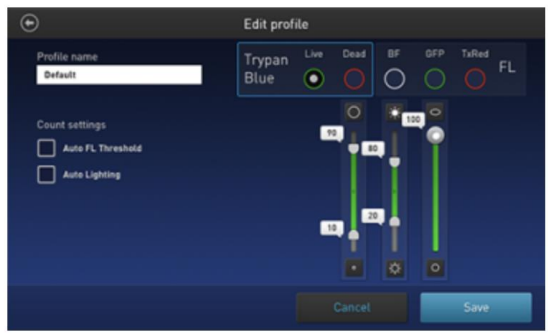 Edit profile
Profile name
Default
Trypan Blue
Live
Dead
BF
GFP
TxRed
FL
Count settings
Auto FL Threshold
Auto Lighting
90
80
100
10
20
Cancel
Save